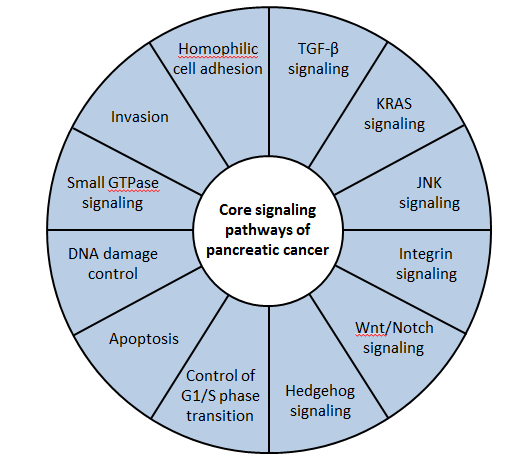 Homophilic
cell adhesion
TGF-β
signaling
KRAS
signaling
JNK
signaling
Integrin
signaling
Wnt/Notch
signaling
Hedgehog
signaling
Control of
G1/S phase
transition
Apoptosis
DNA damage
control
Small GTPase
signaling
Invasion
Core signaling
pathways of
pancreatic cancer